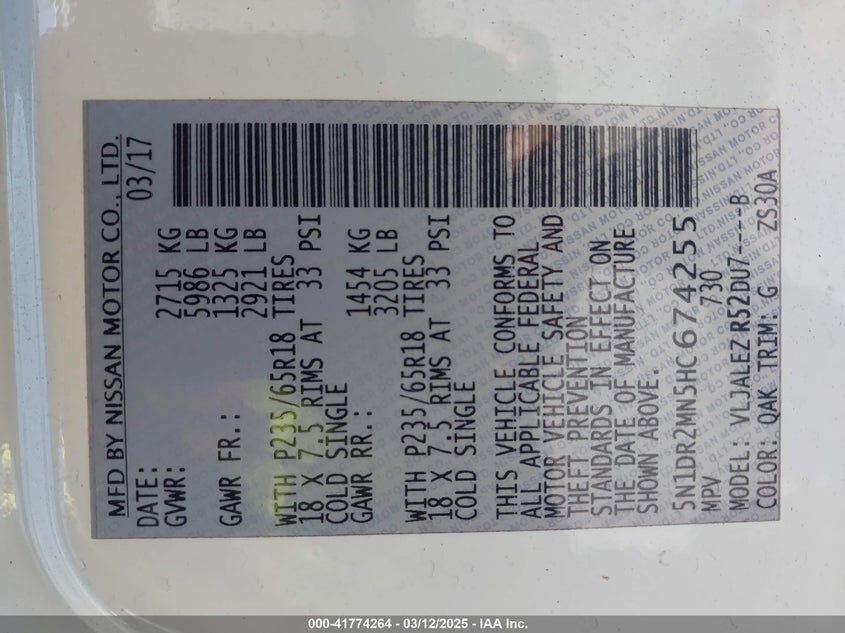 MFD BY NISSAN MOTOR CO., LTD.
DATE: 03/17
GVWR: 2715 KG
5986 LB
GAWR FR.: 1325 KG
2921 LB
WITH P235/65R18 TIRES
18 X 7.5 RIMS AT 33 PSI
COLD SINGLE
GAWR RR.: 1454 KG
3205 LB
WITH P235/65R18 TIRES
18 X 7.5 RIMS AT 33 PSI
COLD SINGLE
THIS VEHICLE CONFORMS TO
ALL APPLICABLE FEDERAL
MOTOR VEHICLE SAFETY AND
THEFT PREVENTION
STANDARDS IN EFFECT ON
THE DATE OF MANUFACTURE
SHOWN ABOVE.
5N1DR2MN5HC674255
MPV 730
MODEL: VLJALEZ R52DU7----B
COLOR: QAK TRIM: G ZS30A
000-41774264 - 03/12/2025 - IAA Inc.